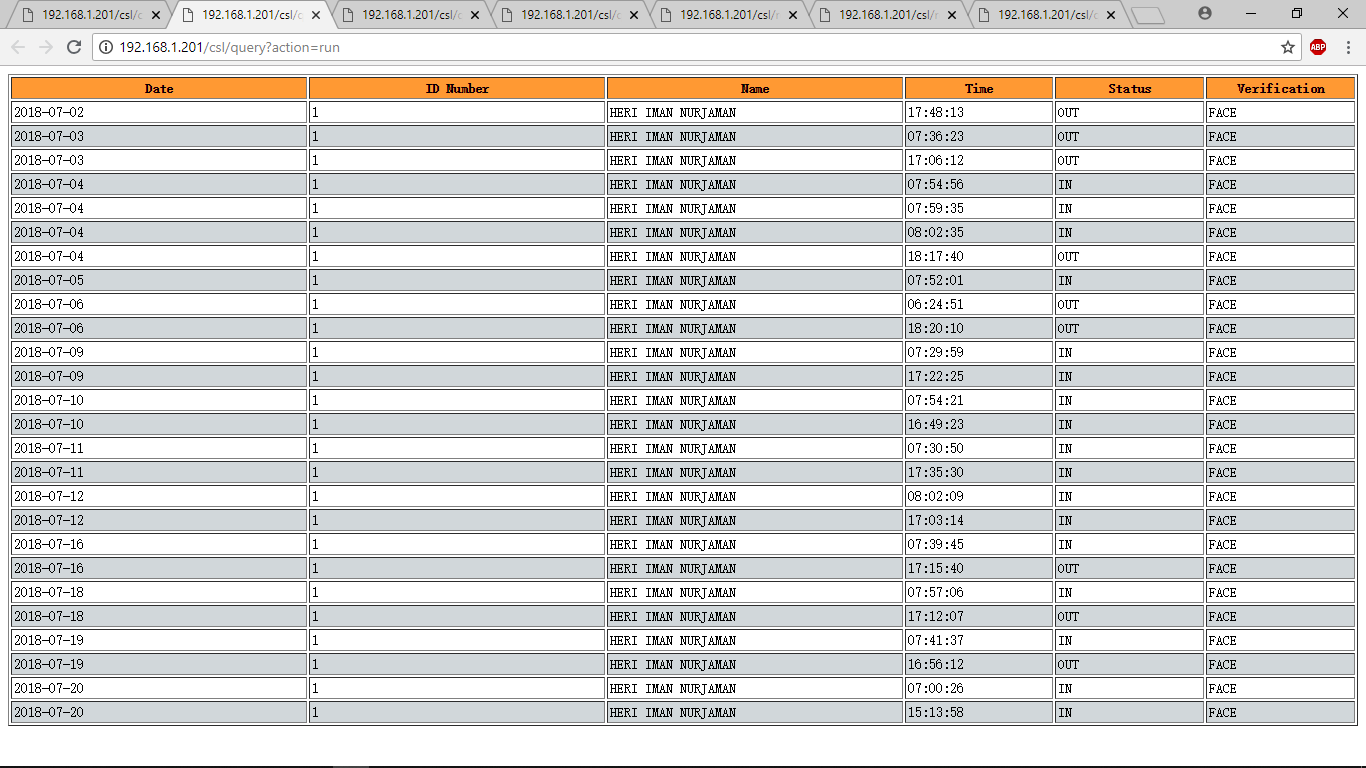 192.168.1.201/csl/c 192.168.1.201/csl/c 192.168.1.201/csl/c 192.168.1.201/csl/c 192.168.1.201/csl/r 192.168.1.201/csl/r 192.168.1.201/csl/c
192.168.1.201/csl/query?action=run ABP
Date ID Number Name Time Status Verification
2018-07-02 1 HERI IMAN NURJAMAN 17:48:13 OUT FACE
2018-07-03 1 HERI IMAN NURJAMAN 07:36:23 OUT FACE
2018-07-03 1 HERI IMAN NURJAMAN 17:06:12 OUT FACE
2018-07-04 1 HERI IMAN NURJAMAN 07:54:56 IN FACE
2018-07-04 1 HERI IMAN NURJAMAN 07:59:35 IN FACE
2018-07-04 1 HERI IMAN NURJAMAN 08:02:35 IN FACE
2018-07-04 1 HERI IMAN NURJAMAN 18:17:40 OUT FACE
2018-07-05 1 HERI IMAN NURJAMAN 07:52:01 IN FACE
2018-07-06 1 HERI IMAN NURJAMAN 06:24:51 OUT FACE
2018-07-06 1 HERI IMAN NURJAMAN 18:20:10 OUT FACE
2018-07-09 1 HERI IMAN NURJAMAN 07:29:59 IN FACE
2018-07-09 1 HERI IMAN NURJAMAN 17:22:25 IN FACE
2018-07-10 1 HERI IMAN NURJAMAN 07:54:21 IN FACE
2018-07-10 1 HERI IMAN NURJAMAN 16:49:23 IN FACE
2018-07-11 1 HERI IMAN NURJAMAN 07:30:50 IN FACE
2018-07-11 1 HERI IMAN NURJAMAN 17:35:30 IN FACE
2018-07-12 1 HERI IMAN NURJAMAN 08:02:09 IN FACE
2018-07-12 1 HERI IMAN NURJAMAN 17:03:14 IN FACE
2018-07-16 1 HERI IMAN NURJAMAN 07:39:45 IN FACE
2018-07-16 1 HERI IMAN NURJAMAN 17:15:40 OUT FACE
2018-07-18 1 HERI IMAN NURJAMAN 07:57:06 IN FACE
2018-07-18 1 HERI IMAN NURJAMAN 17:12:07 OUT FACE
2018-07-19 1 HERI IMAN NURJAMAN 07:41:37 IN FACE
2018-07-19 1 HERI IMAN NURJAMAN 16:56:12 OUT FACE
2018-07-20 1 HERI IMAN NURJAMAN 07:00:26 IN FACE
2018-07-20 1 HERI IMAN NURJAMAN 15:13:58 IN FACE